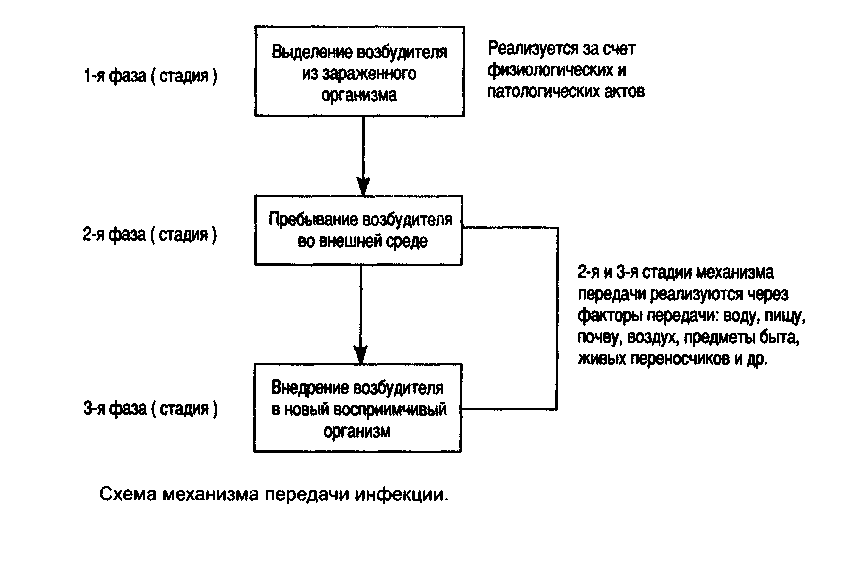 1-я фаза ( стадия )
Выделение возбудителя
из зараженного
организма
Реализуется за счет
физиологических и
патологических актов
2-я фаза ( стадия )
Пребывание возбудителя
во внешней среде
2-я и 3-я стадии механизма
передачи реализуются через
факторы передачи: воду, пищу,
почву, воздух, предметы быта,
живых переносчиков и др.
3-я фаза ( стадия )
Внедрение возбудителя
в новый восприимчивый
организм
Схема механизма передачи инфекции.